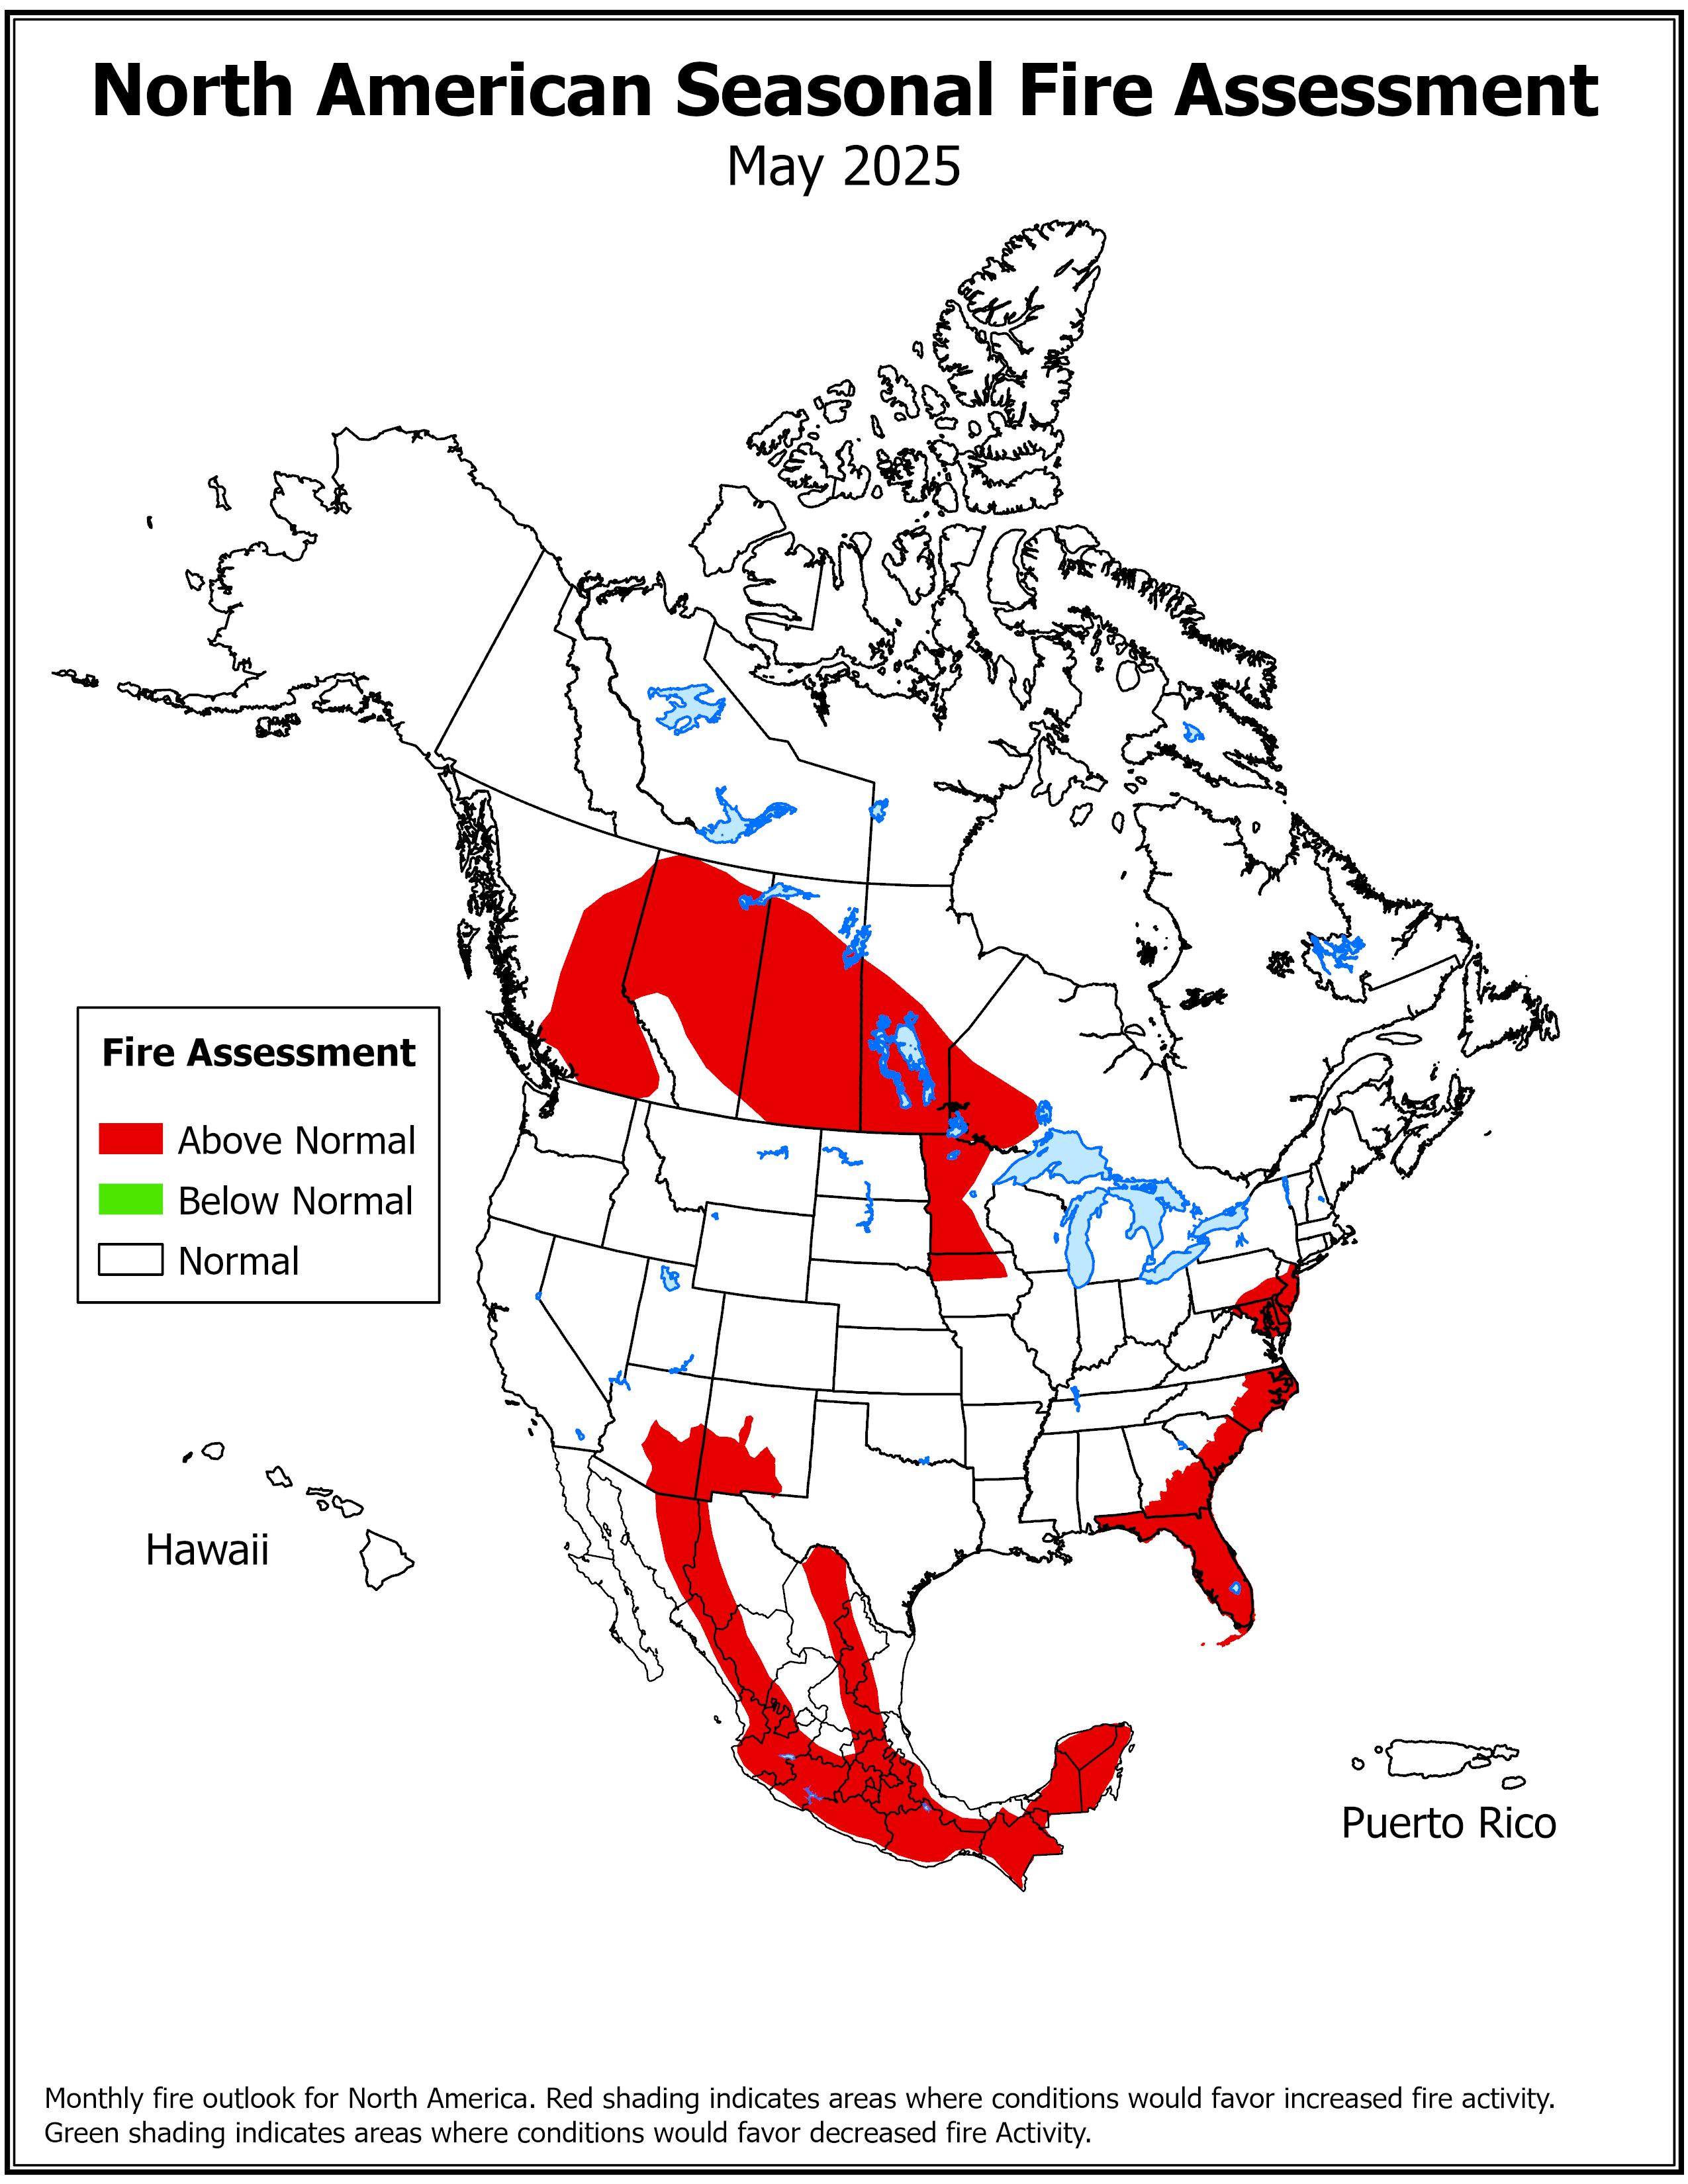 North American Seasonal Fire Assessment
May 2025
Fire Assessment
Above Normal
Below Normal
Normal
Hawaii
Puerto Rico
Monthly fire outlook for North America. Red shading indicates areas where conditions would favor increased fire activity.
Green shading indicates areas where conditions would favor decreased fire Activity.